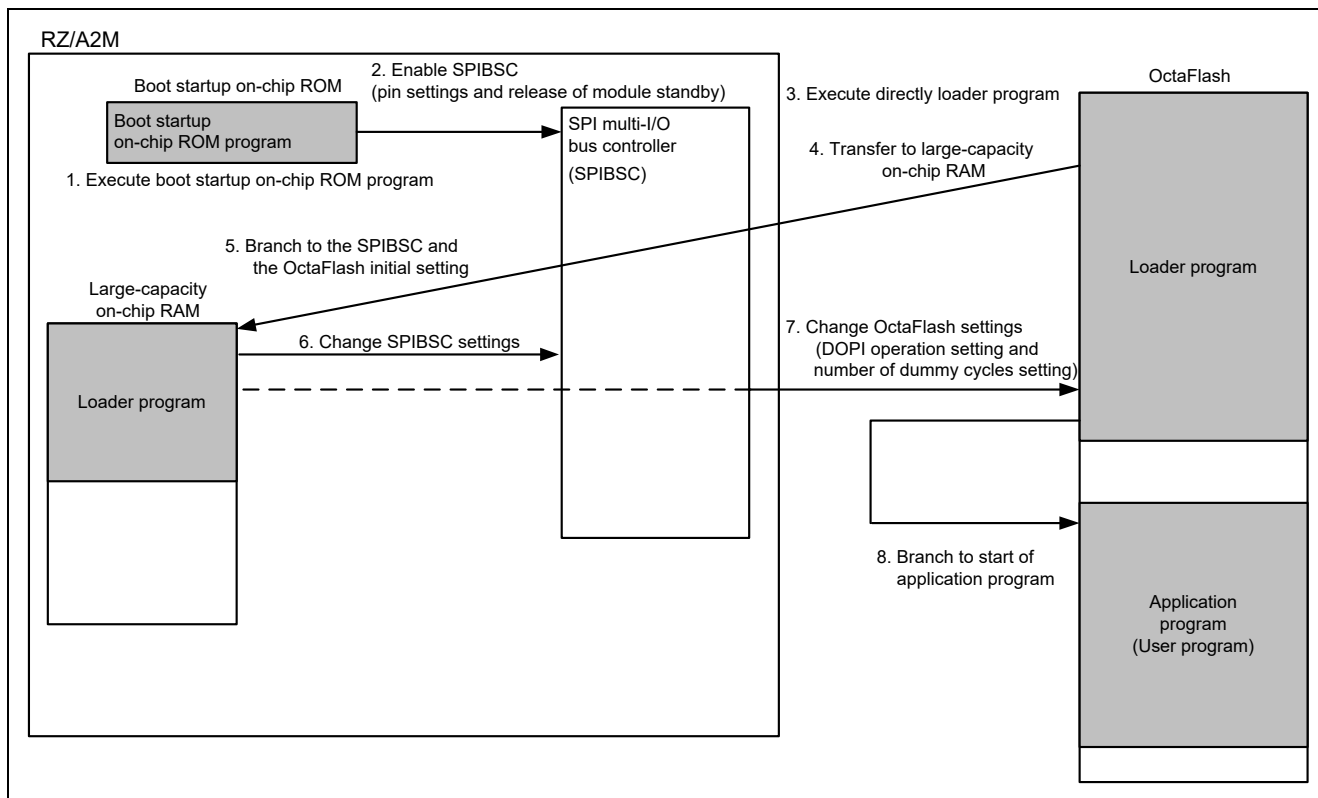 RZ/A2M
Boot startup on-chip ROM
Boot startup
on-chip ROM program
1. Execute boot startup on-chip ROM program
2. Enable SPIBSC
(pin settings and release of module standby)
SPI multi-I/O
bus controller
(SPIBSC)
3. Execute directly loader program
OctaFlash
4. Transfer to large-capacity
on-chip RAM
Loader program
5. Branch to the SPIBSC and
the OctaFlash initial setting
Large-capacity
on-chip RAM
6. Change SPIBSC settings
Loader program
7. Change OctaFlash settings
(DOPI operation setting and
number of dummy cycles setting)
8. Branch to start of
application program
Application
program
(User program)